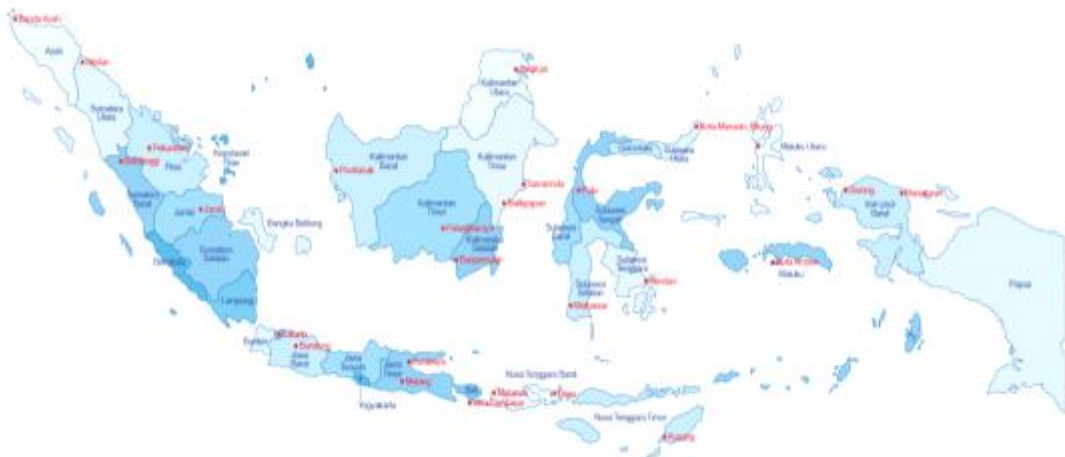 Banda Aceh
Aceh
Medan
Sumatera
Utara
Pekanbaru
Riau
Kepulauan
Riau
Bukittinggi
Sumatera
Barat
Jambi
Jambi
Bangka Belitung
Sumatera
Selatan
Bengkulu
Lampung
Banten
Jakarta
Bandung
Jawa
Barat
Jawa
Tengah
Yogyakarta
Jawa
Timur
Surabaya
Malang
Bali
Kota Denpasar
Mataram
Nusa Tenggara Barat
Nusa Tenggara Timur
Kupang
Kalimantan
Utara
Tarakan
Kalimantan
Barat
Pontianak
Kalimantan
Timur
Samarinda
Balikpapan
Kalimantan
Timur
Palangkaraya
Kalimantan
Selatan
Banjarmasin
Gorontalo
Sulawesi
Utara
Palu
Sulawesi
Tengah
Sulawesi
Barat
Sulawesi
Selatan
Sulawesi
Tenggara
Kendari
Makassar
Maluku Utara
Kota Ambon
Maluku
Sorong
Manokwari
Irian Jaya
Barat
Papua